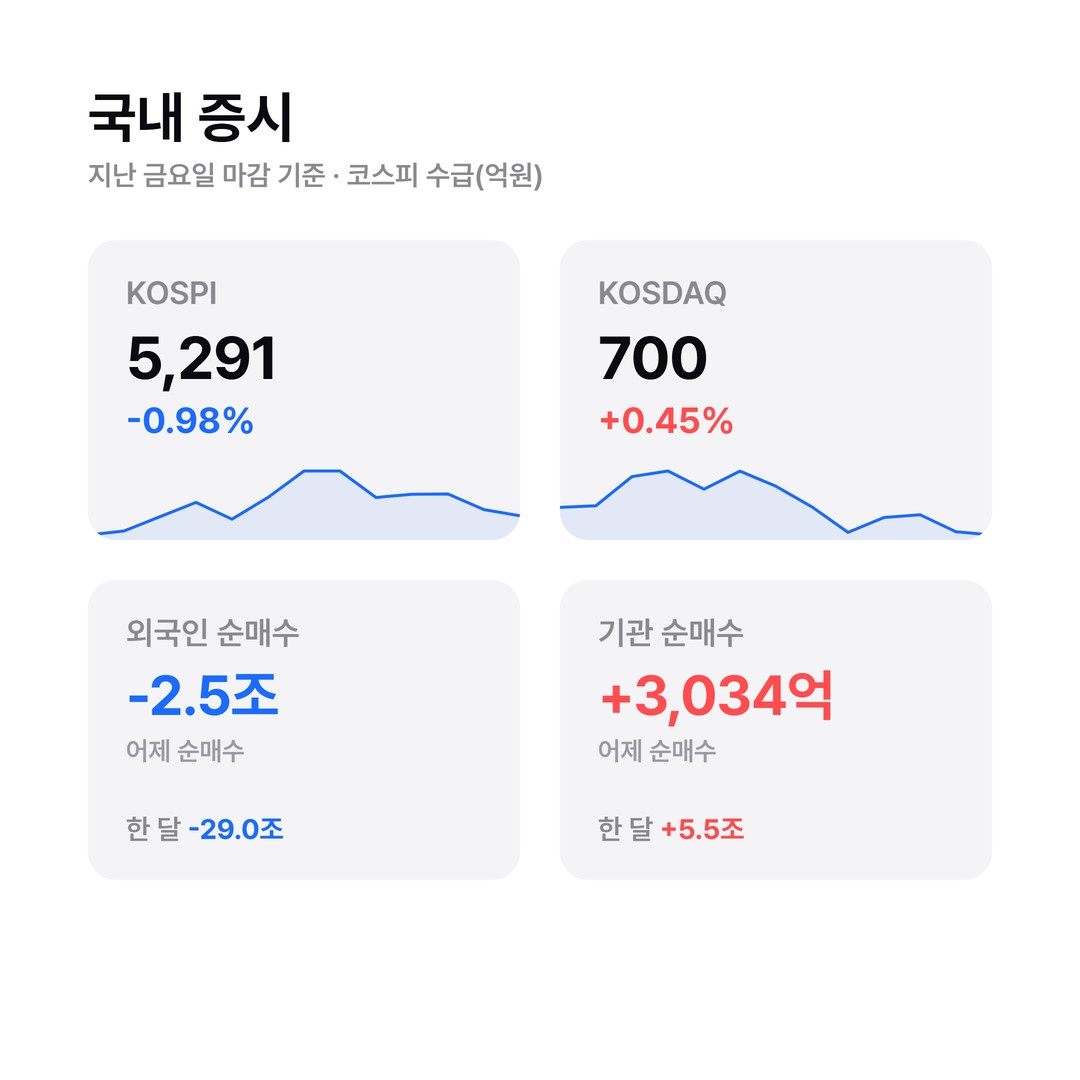 국내 증시
지난 금요일 마감 기준 · 코스피 수급(억원)
KOSPI
5,291
-0.98%
KOSDAQ
700
+0.45%
외국인 순매수
-2.5조
어제 순매수
한 달 -29.0조
기관 순매수
+3,034억
어제 순매수
한 달 +5.5조